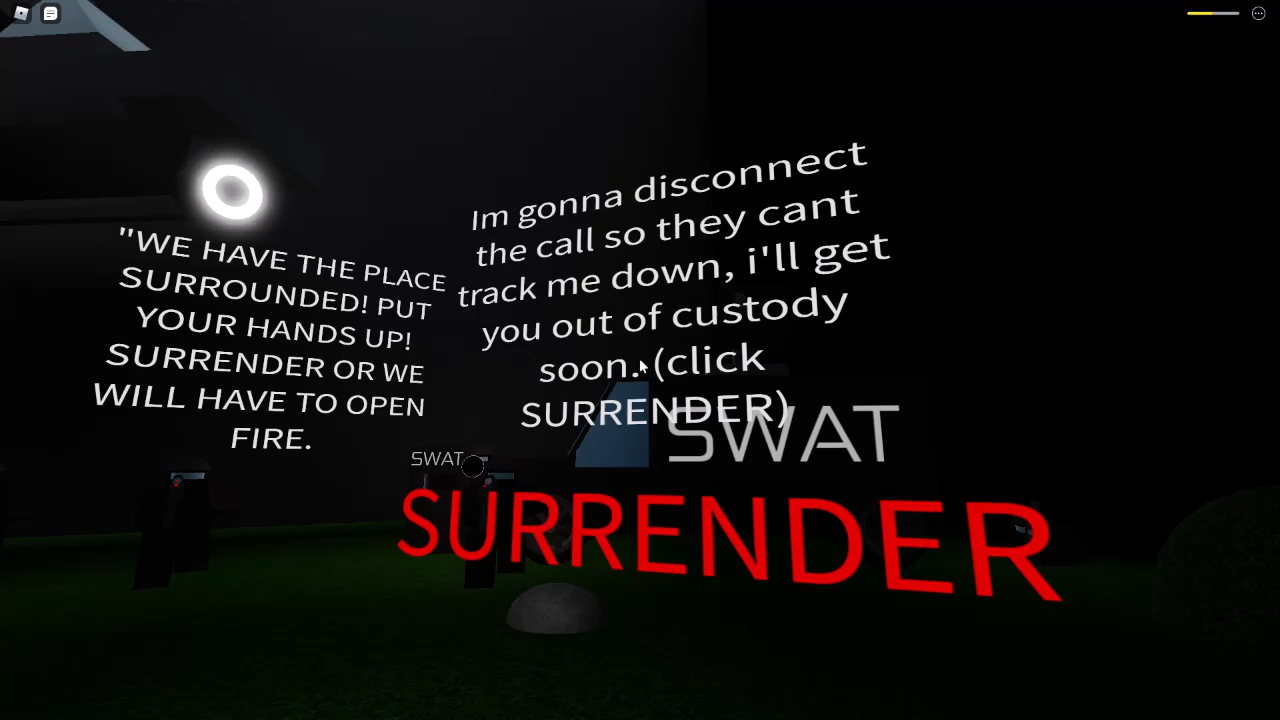 "WE HAVE THE PLACE
SURROUNDED! PUT
YOUR HANDS UP!
SURRENDER OR WE
WILL HAVE TO OPEN
FIRE.
Im gonna disconnect
the call so they cant
track me down, i'll get
you out of custody
soon. (click
SURRENDER)
SWAT
SWAT
SURRENDER